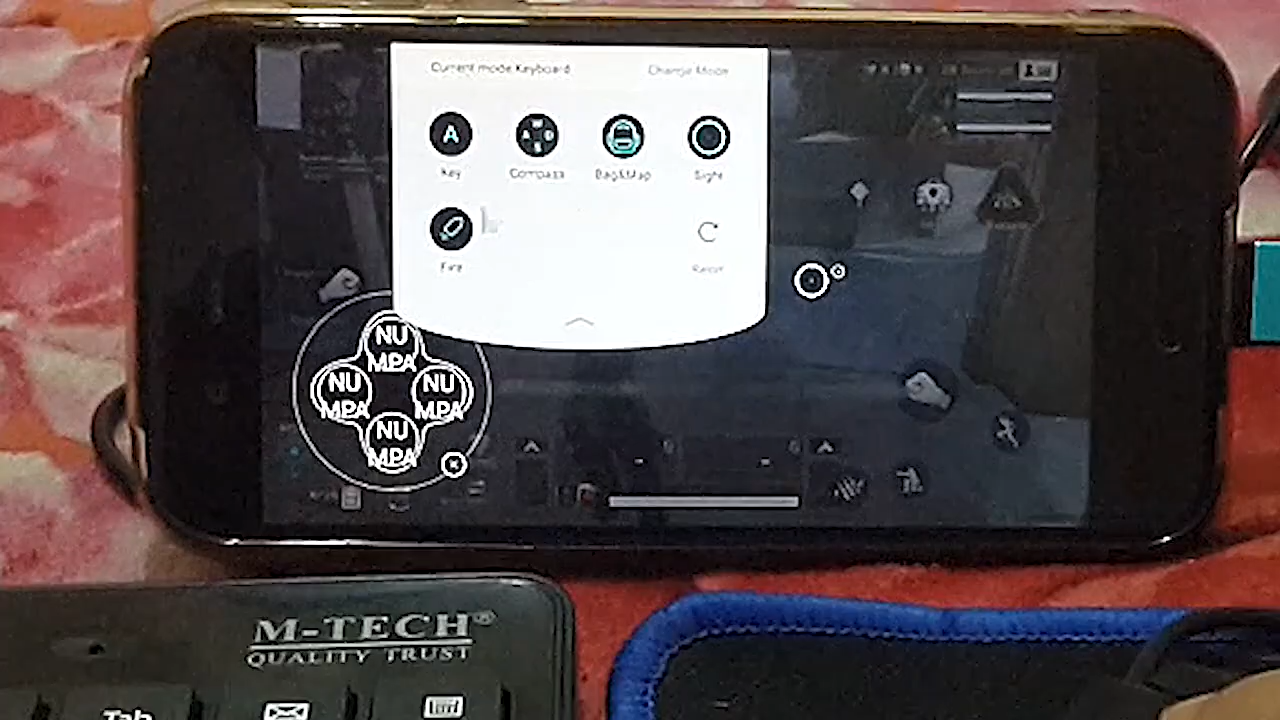 Current mode Keyboard
Change Mode
A
Key
W
A D
S
Compass
Bag&Map
Sight
Fire
Reset
NU
MPA
NU
MPA
NU
MPA
NU
MPA
M-TECH®
QUALITY TRUST
Tab